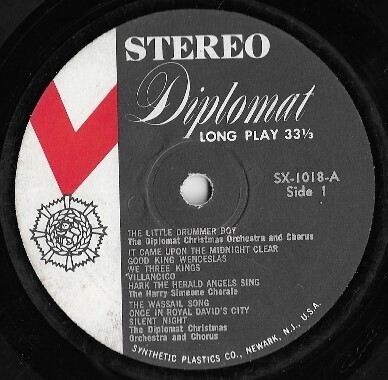 STEREO
Diplomat
LONG PLAY 33⅓
SX-1018-A
Side 1
THE LITTLE DRUMMER BOY
The Diplomat Christmas Orchestra and Chorus
IT CAME UPON THE MIDNIGHT CLEAR
GOOD KING WENCESLAS
WE THREE KINGS
VILLANCICO
HARK THE HERALD ANGELS SING
The Harry Simeone Chorale
THE WASSAIL SONG
ONCE IN ROYAL DAVID'S CITY
SILENT NIGHT
The Diplomat Christmas
Orchestra and Chorus
SYNTHETIC PLASTICS CO., NEWARK, N.J., U.S.A.